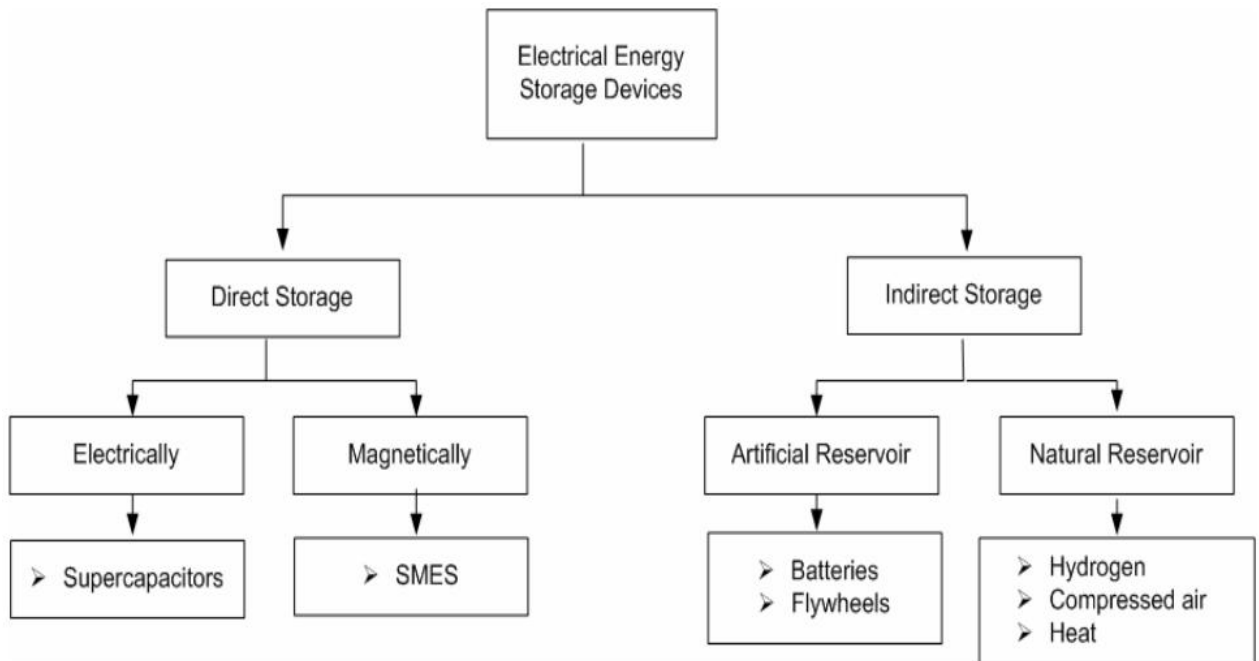 Electrical Energy
Storage Devices
Direct Storage
Indirect Storage
Electrically
Magnetically
Artificial Reservoir
Natural Reservoir
➢ Supercapacitors
➢ SMES
➢ Batteries
➢ Flywheels
➢ Hydrogen
➢ Compressed air
➢ Heat